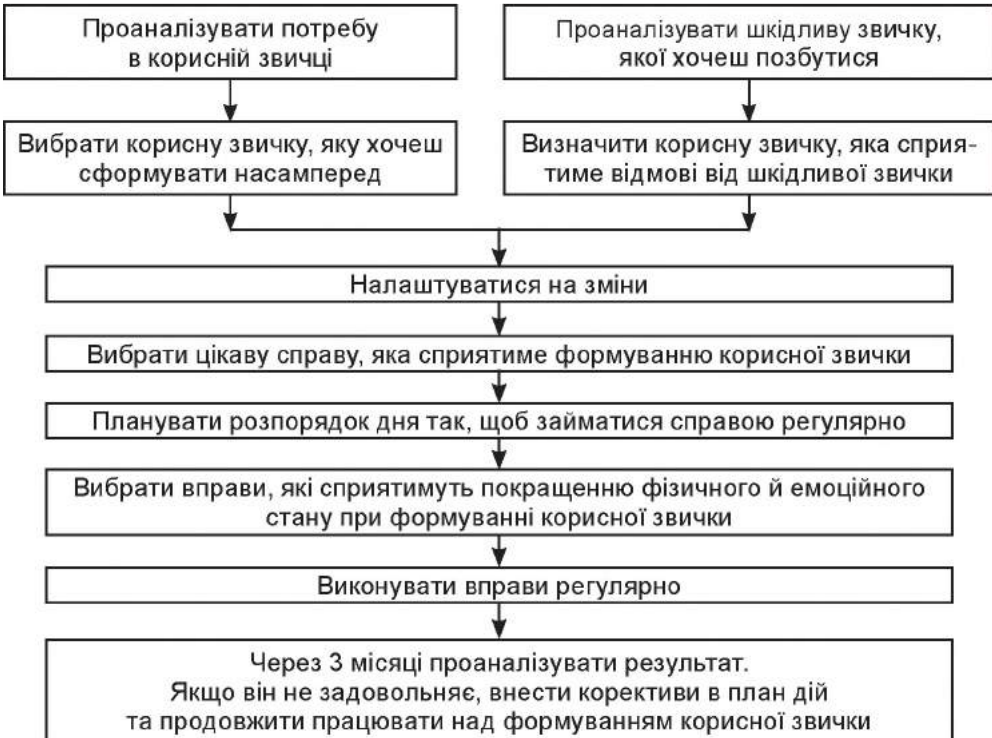 Проаналізувати потребу
в корисній звичці
Проаналізувати шкідливу звичку,
якої хочеш позбутися
Вибрати корисну звичку, яку хочеш
сформувати насамперед
Визначити корисну звичку, яка сприя-
тиме відмові від шкідливої звички
Налаштуватися на зміни
Вибрати цікаву справу, яка сприятиме формуванню корисної звички
Планувати розпорядок дня так, щоб займатися справою регулярно
Вибрати вправи, які сприятимуть покращенню фізичного й емоційного
стану при формуванні корисної звички
Виконувати вправи регулярно
Через 3 місяці проаналізувати результат.
Якщо він не задовольняє, внести корективи в план дій
та продовжити працювати над формуванням корисної звички